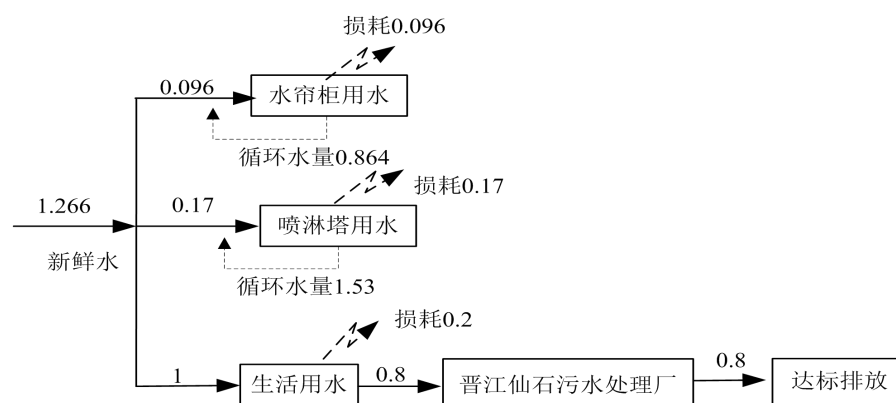 损耗0.096
0.096
水帘柜用水
循环水量0.864
损耗0.17
1.266
0.17
喷淋塔用水
新鲜水
循环水量1.53
损耗0.2
1
生活用水
0.8
晋江仙石污水处理厂
0.8
达标排放